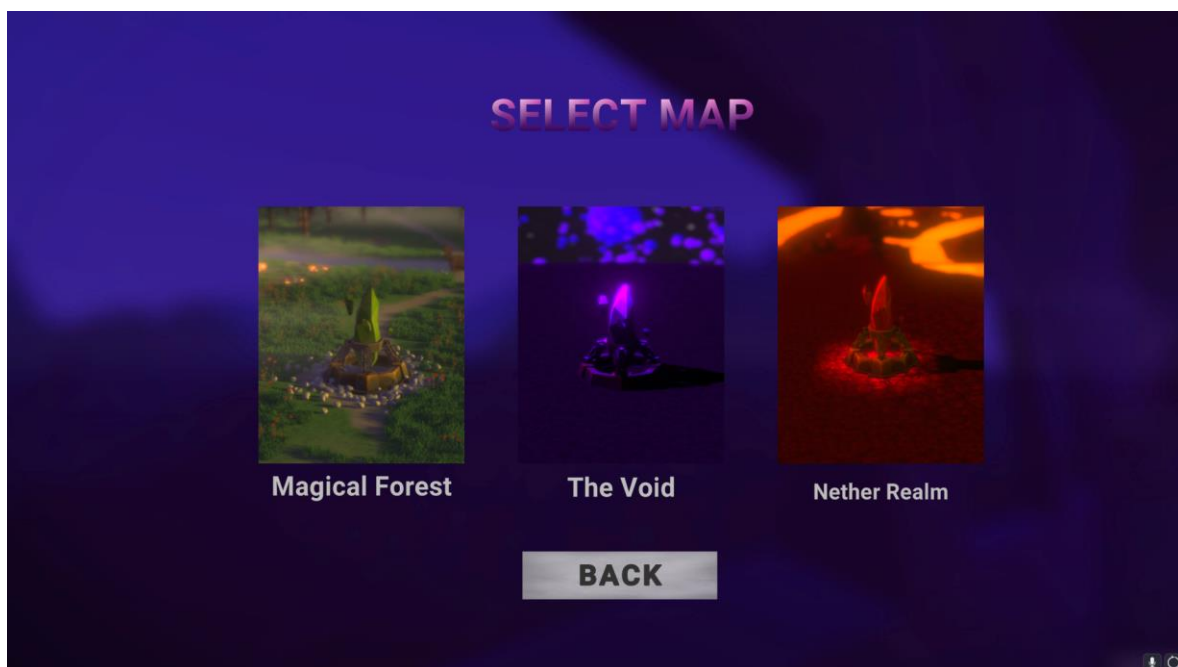 SELECT MAP
Magical Forest
The Void
Nether Realm
BACK